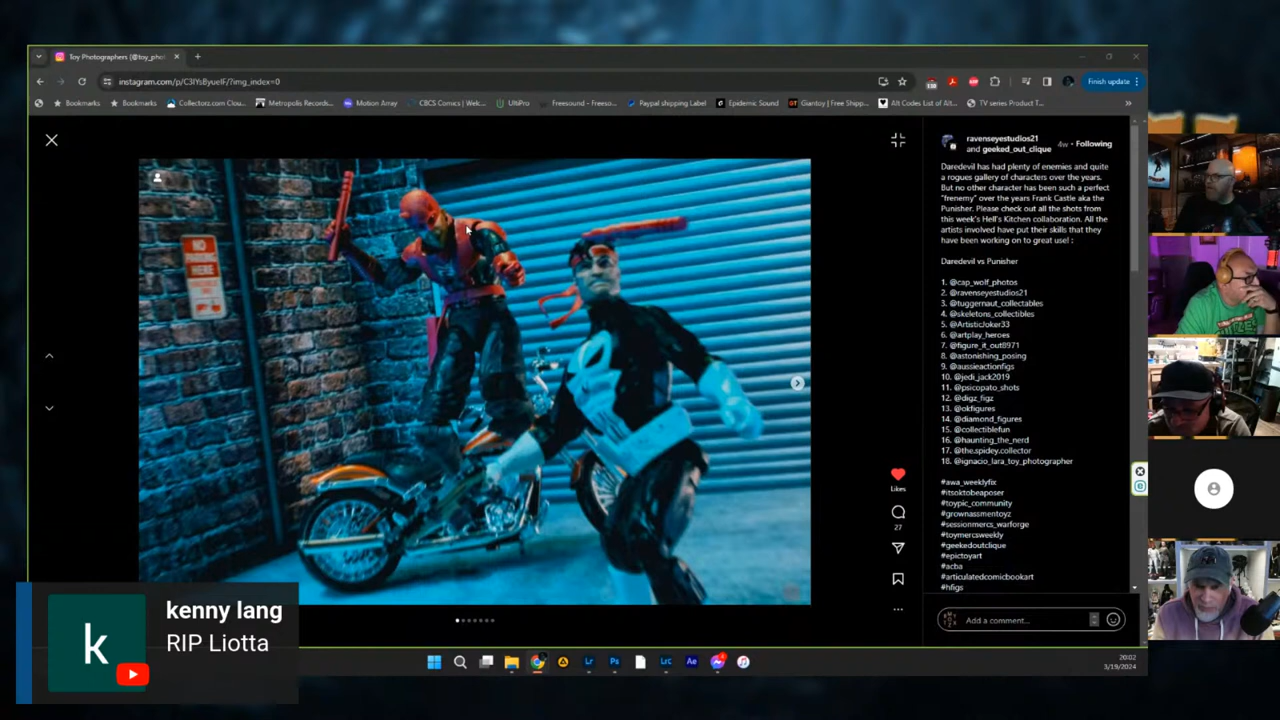 Toy Photographers (@toy_phot
instagram.com/p/C3IYsByuelF/?img_index=0
Finish update
Bookmarks
Bookmarks
Collectorz.com Clou...
Metropolis Records...
Motion Array
CBCS Comics | Welc...
UltiPro
Freesound - Freeso...
Paypal shipping Label
Epidemic Sound
Giantoy | Free Shipp...
Alt Codes List of Alt...
TV series Product T...
NO
PARKING
HERE
ravenseyestudios21
and geeked_out_clique 4w • Following
Daredevil has had plenty of enemies and quite
a rogues gallery of characters over the years.
But no other character has been such a perfect
"frenemy" over the years Frank Castle aka the
Punisher. Please check out all the shots from
this week's Hell's Kitchen collaboration. All the
artists involved have put their skills that they
have been working on to great use! :
Daredevil vs Punisher
1. @cap_wolf_photos
2. @ravenseyestudios21
3. @tuggernaut_collectables
4. @skeletons_collectibles
5. @ArtisticJoker33
6. @artplay_heroes
7. @figure_it_out8971
8. @astonishing_posing
9. @aussieactionfigs
10. @jedi_jack2019
11. @psicopato_shots
12. @digz_figz
13. @okfigures
14. @diamond_figures
15. @collectiblefun
16. @haunting_the_nerd
17. @the.spidey.collector
18. @ignacio_lara_toy_photographer
#awa_weeklyfix
#itsoktobeaposer
#toypic_community
#grownassmentoyz
#sessionmercs_warforge
#toymercsweekly
#geekedoutclique
#epictoyart
#acba
#articulatedcomicbookart
#hfigs
Likes
27
Add a comment...
k
kenny lang
RIP Liotta
Lr
Ps
LrC
Ae
20:02
3/19/2024